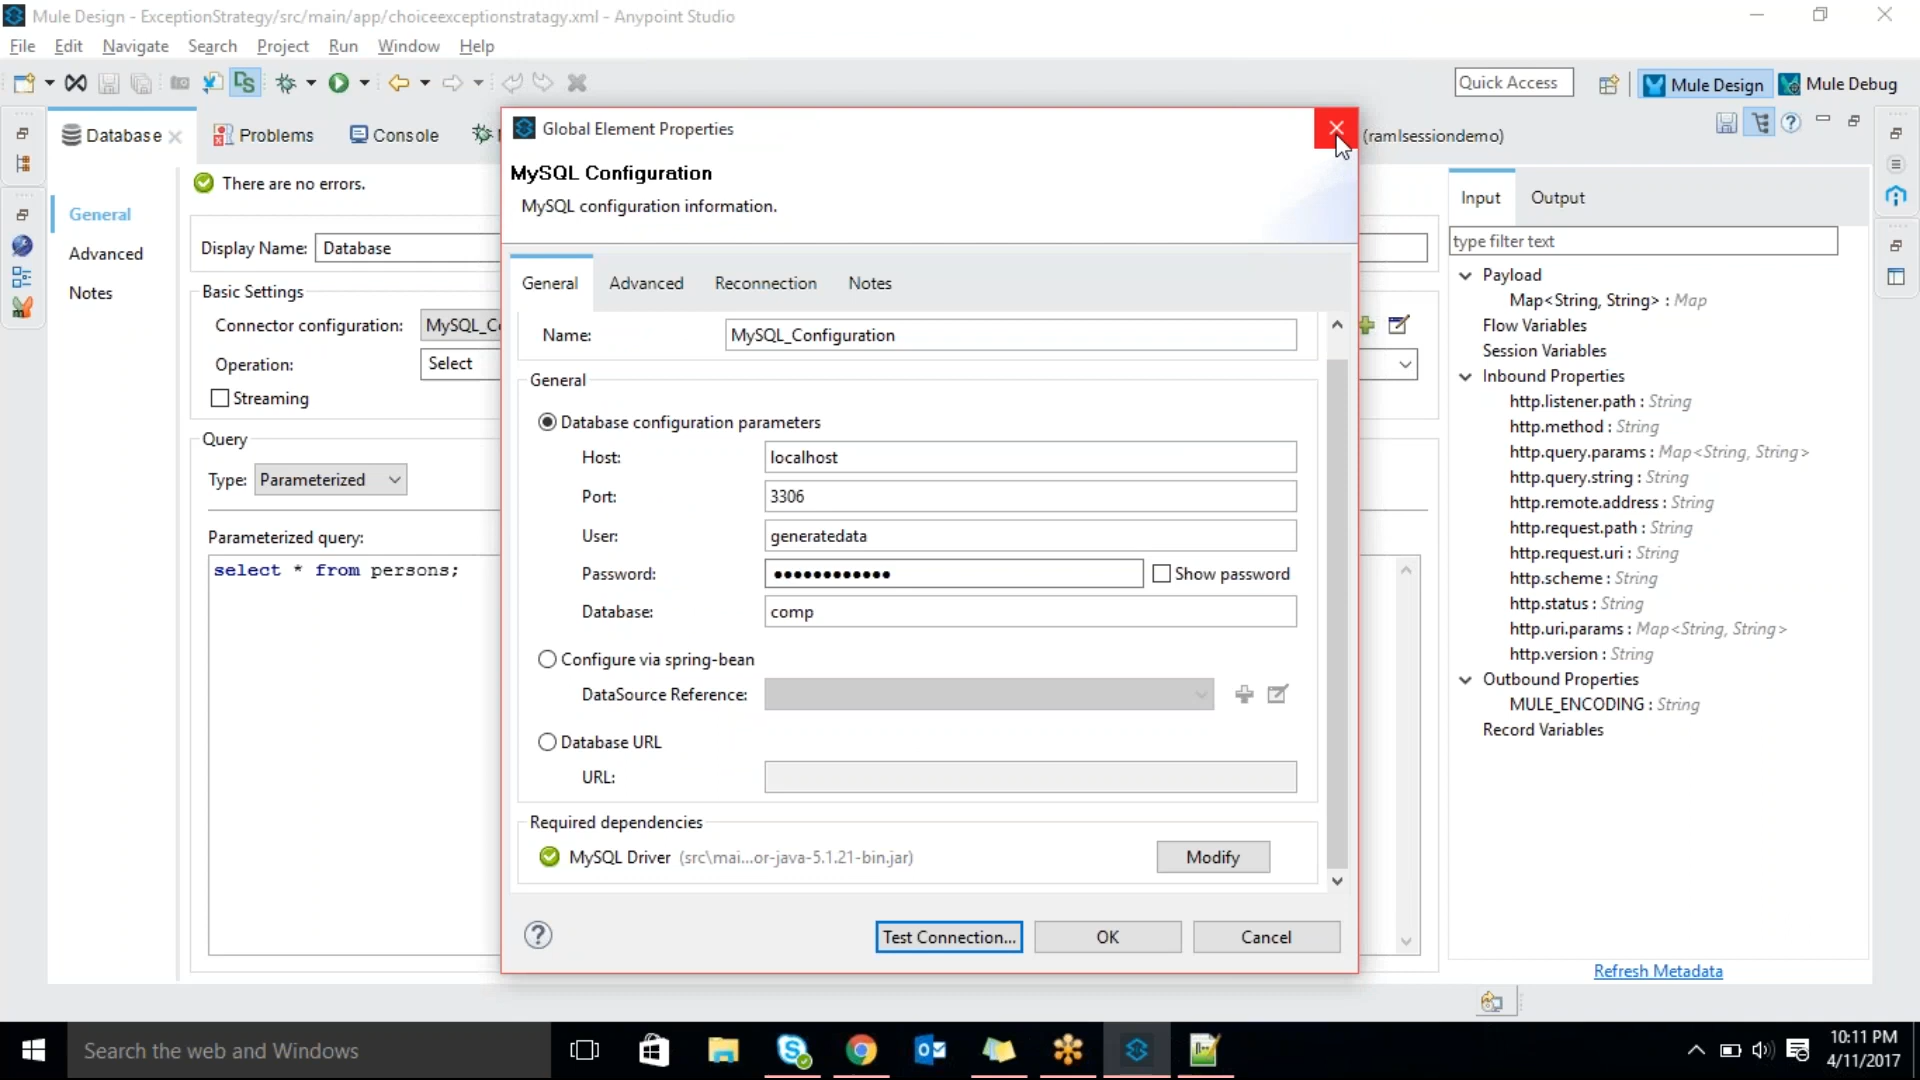 Mule Design - ExceptionStrategy/src/main/app/choiceexceptionstratagy.xml - Anypoint Studio
File Edit Navigate Search Project Run Window Help
Quick Access
Mule Design
Mule Debug
Database
Problems
Console
(ramlsessiondemo)
There are no errors.
General
Advanced
Notes
Display Name: Database
Basic Settings
Connector configuration: MySQL_C
Operation: Select
Streaming
Query
Type: Parameterized
Parameterized query:
select * from persons;
Global Element Properties
MySQL Configuration
MySQL configuration information.
General Advanced Reconnection Notes
Name: MySQL_Configuration
General
Database configuration parameters
Host: localhost
Port: 3306
User: generatedata
Password: ●●●●●●●●●●●● Show password
Database: comp
Configure via spring-bean
DataSource Reference:
Database URL
URL:
Required dependencies
MySQL Driver (src\mai...or-java-5.1.21-bin.jar) Modify
Test Connection... OK Cancel
Input Output
type filter text
Payload
Map<String, String> : Map
Flow Variables
Session Variables
Inbound Properties
http.listener.path : String
http.method : String
http.query.params : Map<String, String>
http.query.string : String
http.remote.address : String
http.request.path : String
http.request.uri : String
http.scheme : String
http.status : String
http.uri.params : Map<String, String>
http.version : String
Outbound Properties
MULE_ENCODING : String
Record Variables
Refresh Metadata
Search the web and Windows
10:11 PM
4/11/2017